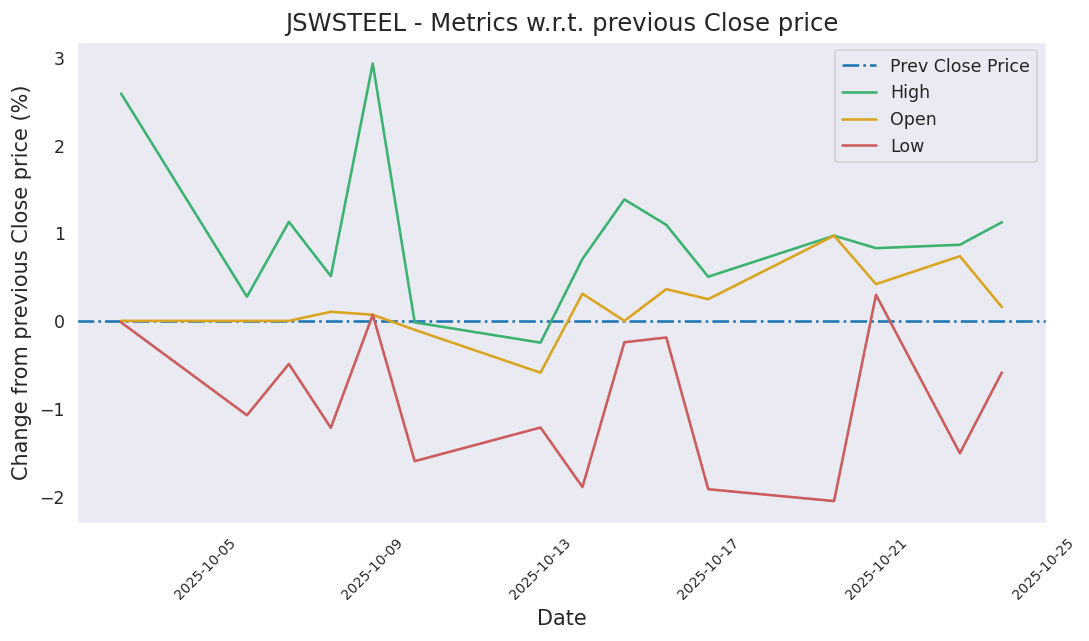 JSWSTEEL - Metrics w.r.t. previous Close price
Change from previous Close price (%)
3
2
1
0
−1
−2
Prev Close Price
High
Open
Low
2025-10-05
2025-10-09
2025-10-13
2025-10-17
2025-10-21
2025-10-25
Date